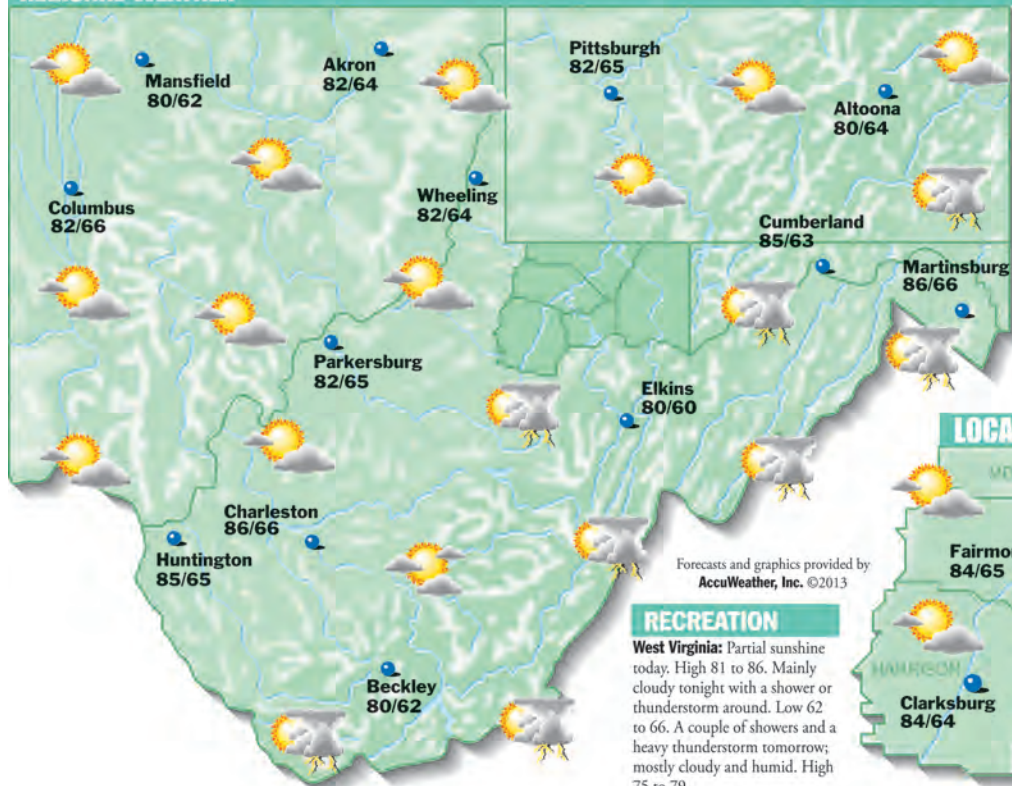 Mansfield
80/62
Akron
82/64
Pittsburgh
82/65
Altoona
80/64
Columbus
82/66
Wheeling
82/64
Cumberland
85/63
Martinsburg
86/66
Parkersburg
82/65
Elkins
80/60
Charleston
86/66
Huntington
85/65
Beckley
80/62
Forecasts and graphics provided by
AccuWeather, Inc. ©2013
RECREATION
West Virginia: Partial sunshine
today. High 81 to 86. Mainly
cloudy tonight with a shower or
thunderstorm around. Low 62
to 66. A couple of showers and a
heavy thunderstorm tomorrow;
mostly cloudy and humid. High
75 to 79
LOCA
Fairmo
84/65
HARRISON
Clarksburg
84/64